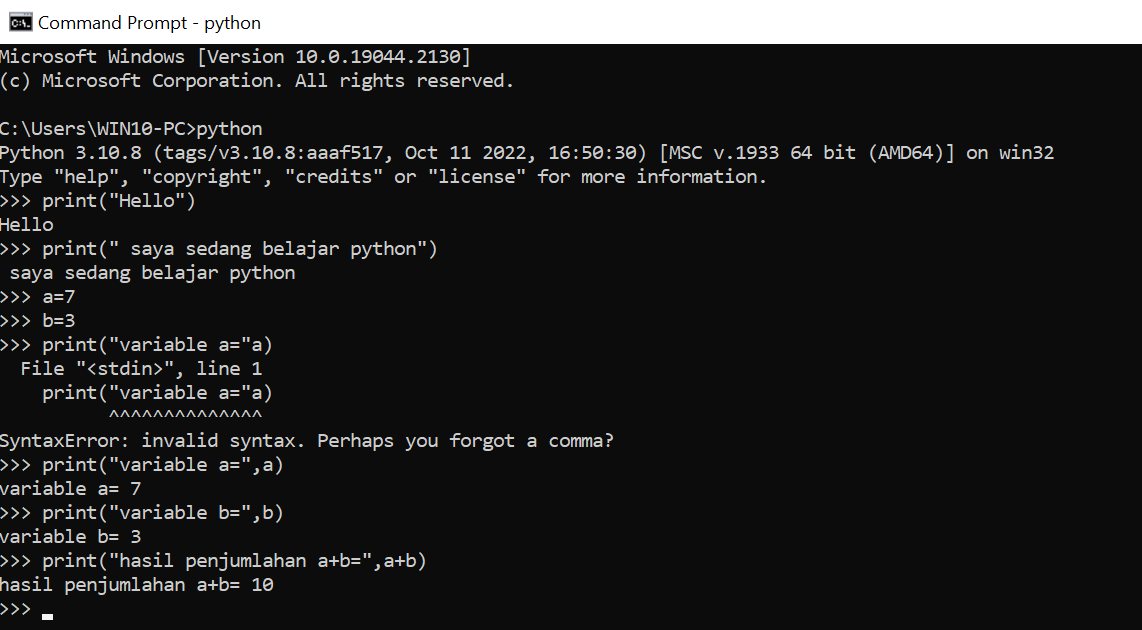 Command Prompt - python
Microsoft Windows [Version 10.0.19044.2130]
(c) Microsoft Corporation. All rights reserved.
C:\Users\WIN10-PC>python
Python 3.10.8 (tags/v3.10.8:aaaf517, Oct 11 2022, 16:50:30) [MSC v.1933 64 bit (AMD64)] on win32
Type "help", "copyright", "credits" or "license" for more information.
>>> print("Hello")
Hello
>>> print(" saya sedang belajar python")
 saya sedang belajar python
>>> a=7
>>> b=3
>>> print("variable a="a)
  File "<stdin>", line 1
    print("variable a="a)
          ^^^^^^^^^^^^^^
SyntaxError: invalid syntax. Perhaps you forgot a comma?
>>> print("variable a=",a)
variable a= 7
>>> print("variable b=",b)
variable b= 3
>>> print("hasil penjumlahan a+b=",a+b)
hasil penjumlahan a+b= 10
>>> _